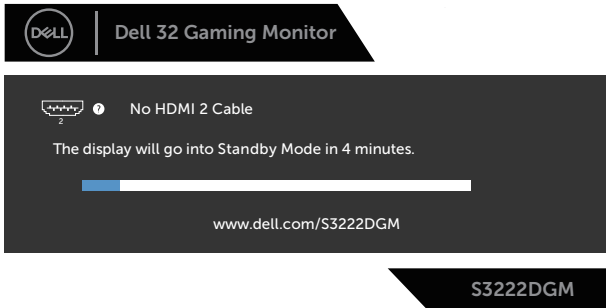 DELL
Dell 32 Gaming Monitor
? No HDMI 2 Cable
2
The display will go into Standby Mode in 4 minutes.
www.dell.com/S3222DGM
S3222DGM